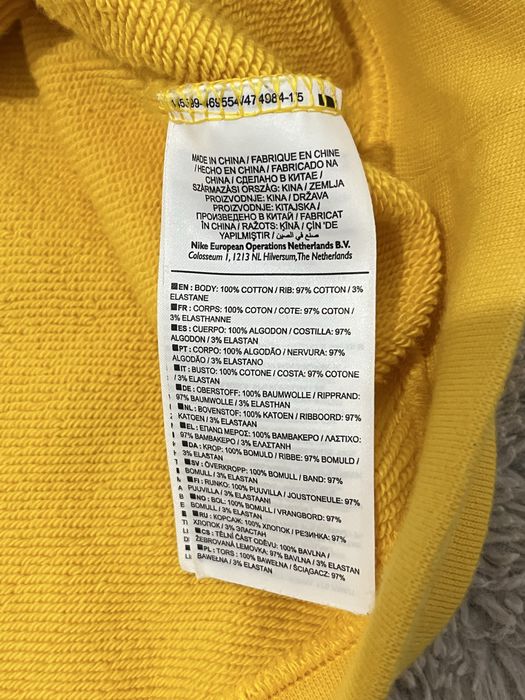 MADE IN CHINA / FABRIQUE EN CHINE
/ HECHO EN CHINA / FABRICADO NA
CHINA / СДЕЛАНО В КИТАЕ /
SZÁRMAZÁSI ORSZÁG: KINA / ZEMLJA
PROIZVODNJE: KINA / DRŽAVA
PROIZVODNJE: KITAJSKA /
ПРОИЗВЕДЕНО В КИТАЙ / FABRICAT
ÎN CHINA / RAŽOTS: ĶĪNĀ / ÇİN 'DE
YAPILMIŞTIR / صنع في الصين
Nike European Operations Netherlands B.V.
Colosseum 1, 1213 NL Hilversum, The Netherlands
EN : BODY: 100% COTTON / RIB: 97% COTTON / 3%
ELASTANE
FR : CORPS: 100% COTON / COTE: 97% COTON /
3% ELASTHANNE
ES : CUERPO: 100% ALGODON / COSTILLA: 97%
ALGODON / 3% ELASTAN
PT : CORPO: 100% ALGODÃO / NERVURA: 97%
ALGODÃO / 3% ELASTANO
IT : BUSTO: 100% COTONE / COSTA: 97% COTONE
/ 3% ELASTAN
DE : OBERSTOFF: 100% BAUMWOLLE / RIPPRAND:
97% BAUMWOLLE / 3% ELASTHAN
NL : BOVENSTOF: 100% KATOEN / RIBBOORD: 97%
KATOEN / 3% ELASTAAN
EL : ΕΠΑΝΩ ΜΕΡΟΣ: 100% ΒΑΜΒΑΚΕΡΟ / ΛΑΣΤΙΧΟ:
97% ΒΑΜΒΑΚΕΡΟ / 3% ΕΛΑΣΤΑΝΗ
DA : KROP: 100% BOMULD / RIBBE: 97% BOMULD /
3% ELASTAN
SV : ÖVERKROPP: 100% BOMULL / BAND: 97%
BOMULL / 3% ELASTAN
FI : RUNKO: 100% PUUVILLA / JOUSTONEULE: 97%
PUUVILLA / 3% ELASTAANI
NO : BOL: 100% BOMULL / VRANGBORD: 97%
BOMULL / 3% ELASTAN
RU : КОРСАЖ: 100% ХЛОПОК / РЕЗИНКА: 97%
ХЛОПОК / 3% ЭЛАСТАН
CS : TĚLNÍ ČÁST ODĚVU: 100% BAVLNA /
ŽEBROVANÁ LEMOVKA: 97% BAVLNA / 3% ELASTAN
PL : TORS : 100% BAWEŁNA / ŚCIĄGACZ: 97%
BAWEŁNA / 3% ELASTAN